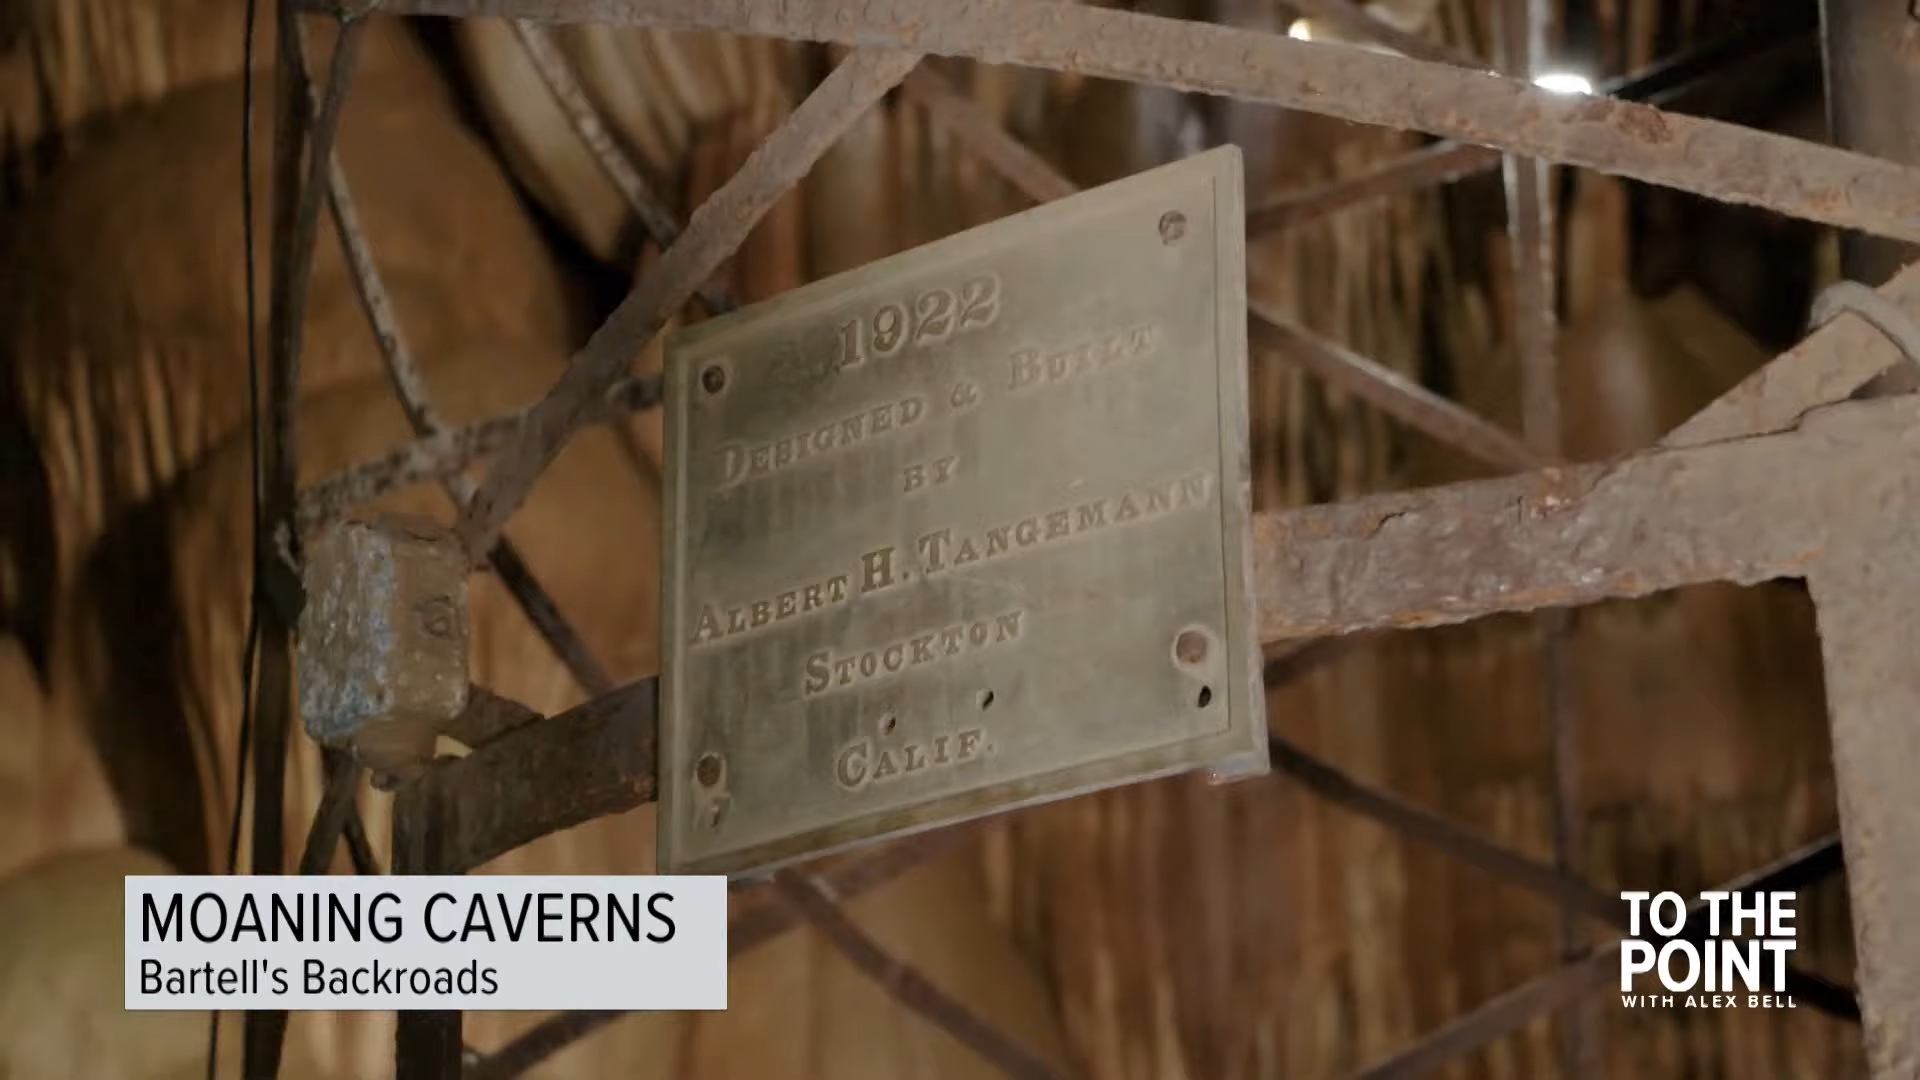 1922
DESIGNED & BUILT
BY
ALBERT H. TANGEMANN
STOCKTON
CALIF.
MOANING CAVERNS
Bartell's Backroads
TO THE
POINT
WITH ALEX BELL